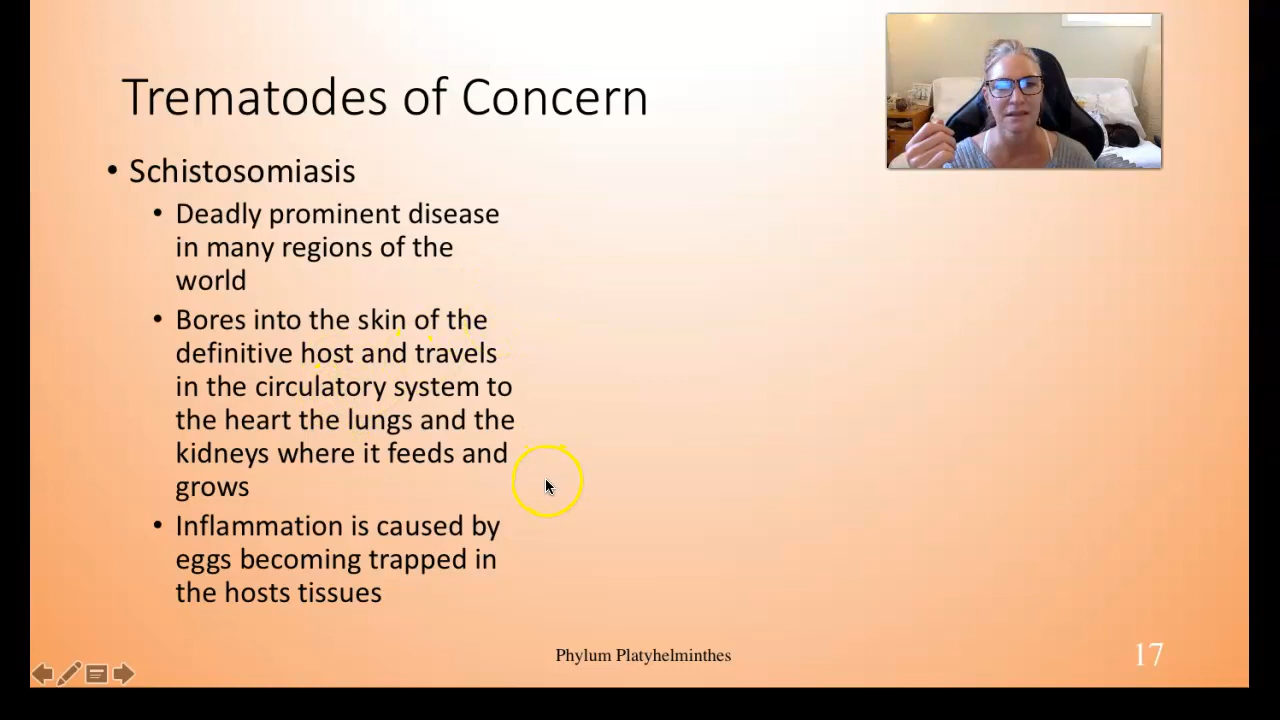 Trematodes of Concern
• Schistosomiasis
• Deadly prominent disease
in many regions of the
world
• Bores into the skin of the
definitive host and travels
in the circulatory system to
the heart the lungs and the
kidneys where it feeds and
grows
• Inflammation is caused by
eggs becoming trapped in
the hosts tissues
Phylum Platyhelminthes
17